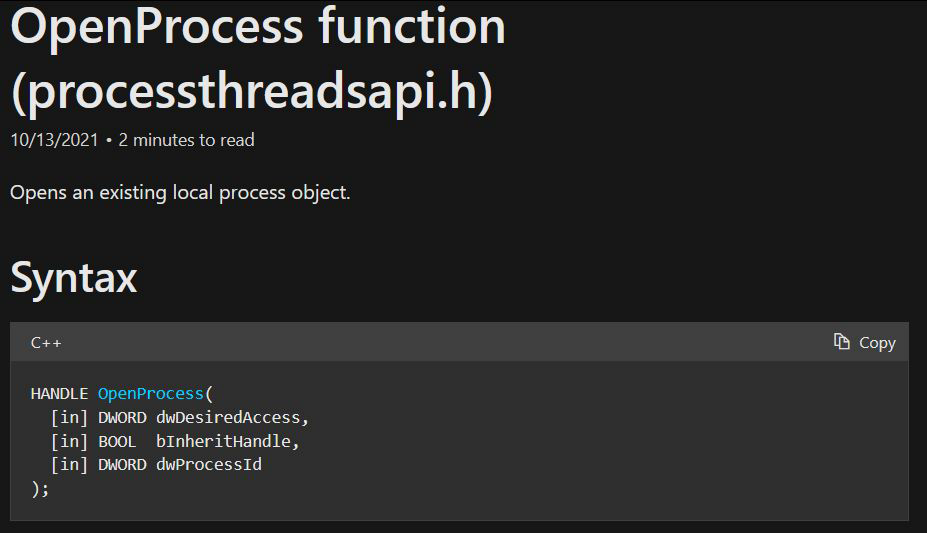 OpenProcess function
(processthreadsapi.h)
10/13/2021 • 2 minutes to read
Opens an existing local process object.
Syntax
C++ Copy
HANDLE OpenProcess(
  [in] DWORD dwDesiredAccess,
  [in] BOOL  bInheritHandle,
  [in] DWORD dwProcessId
);